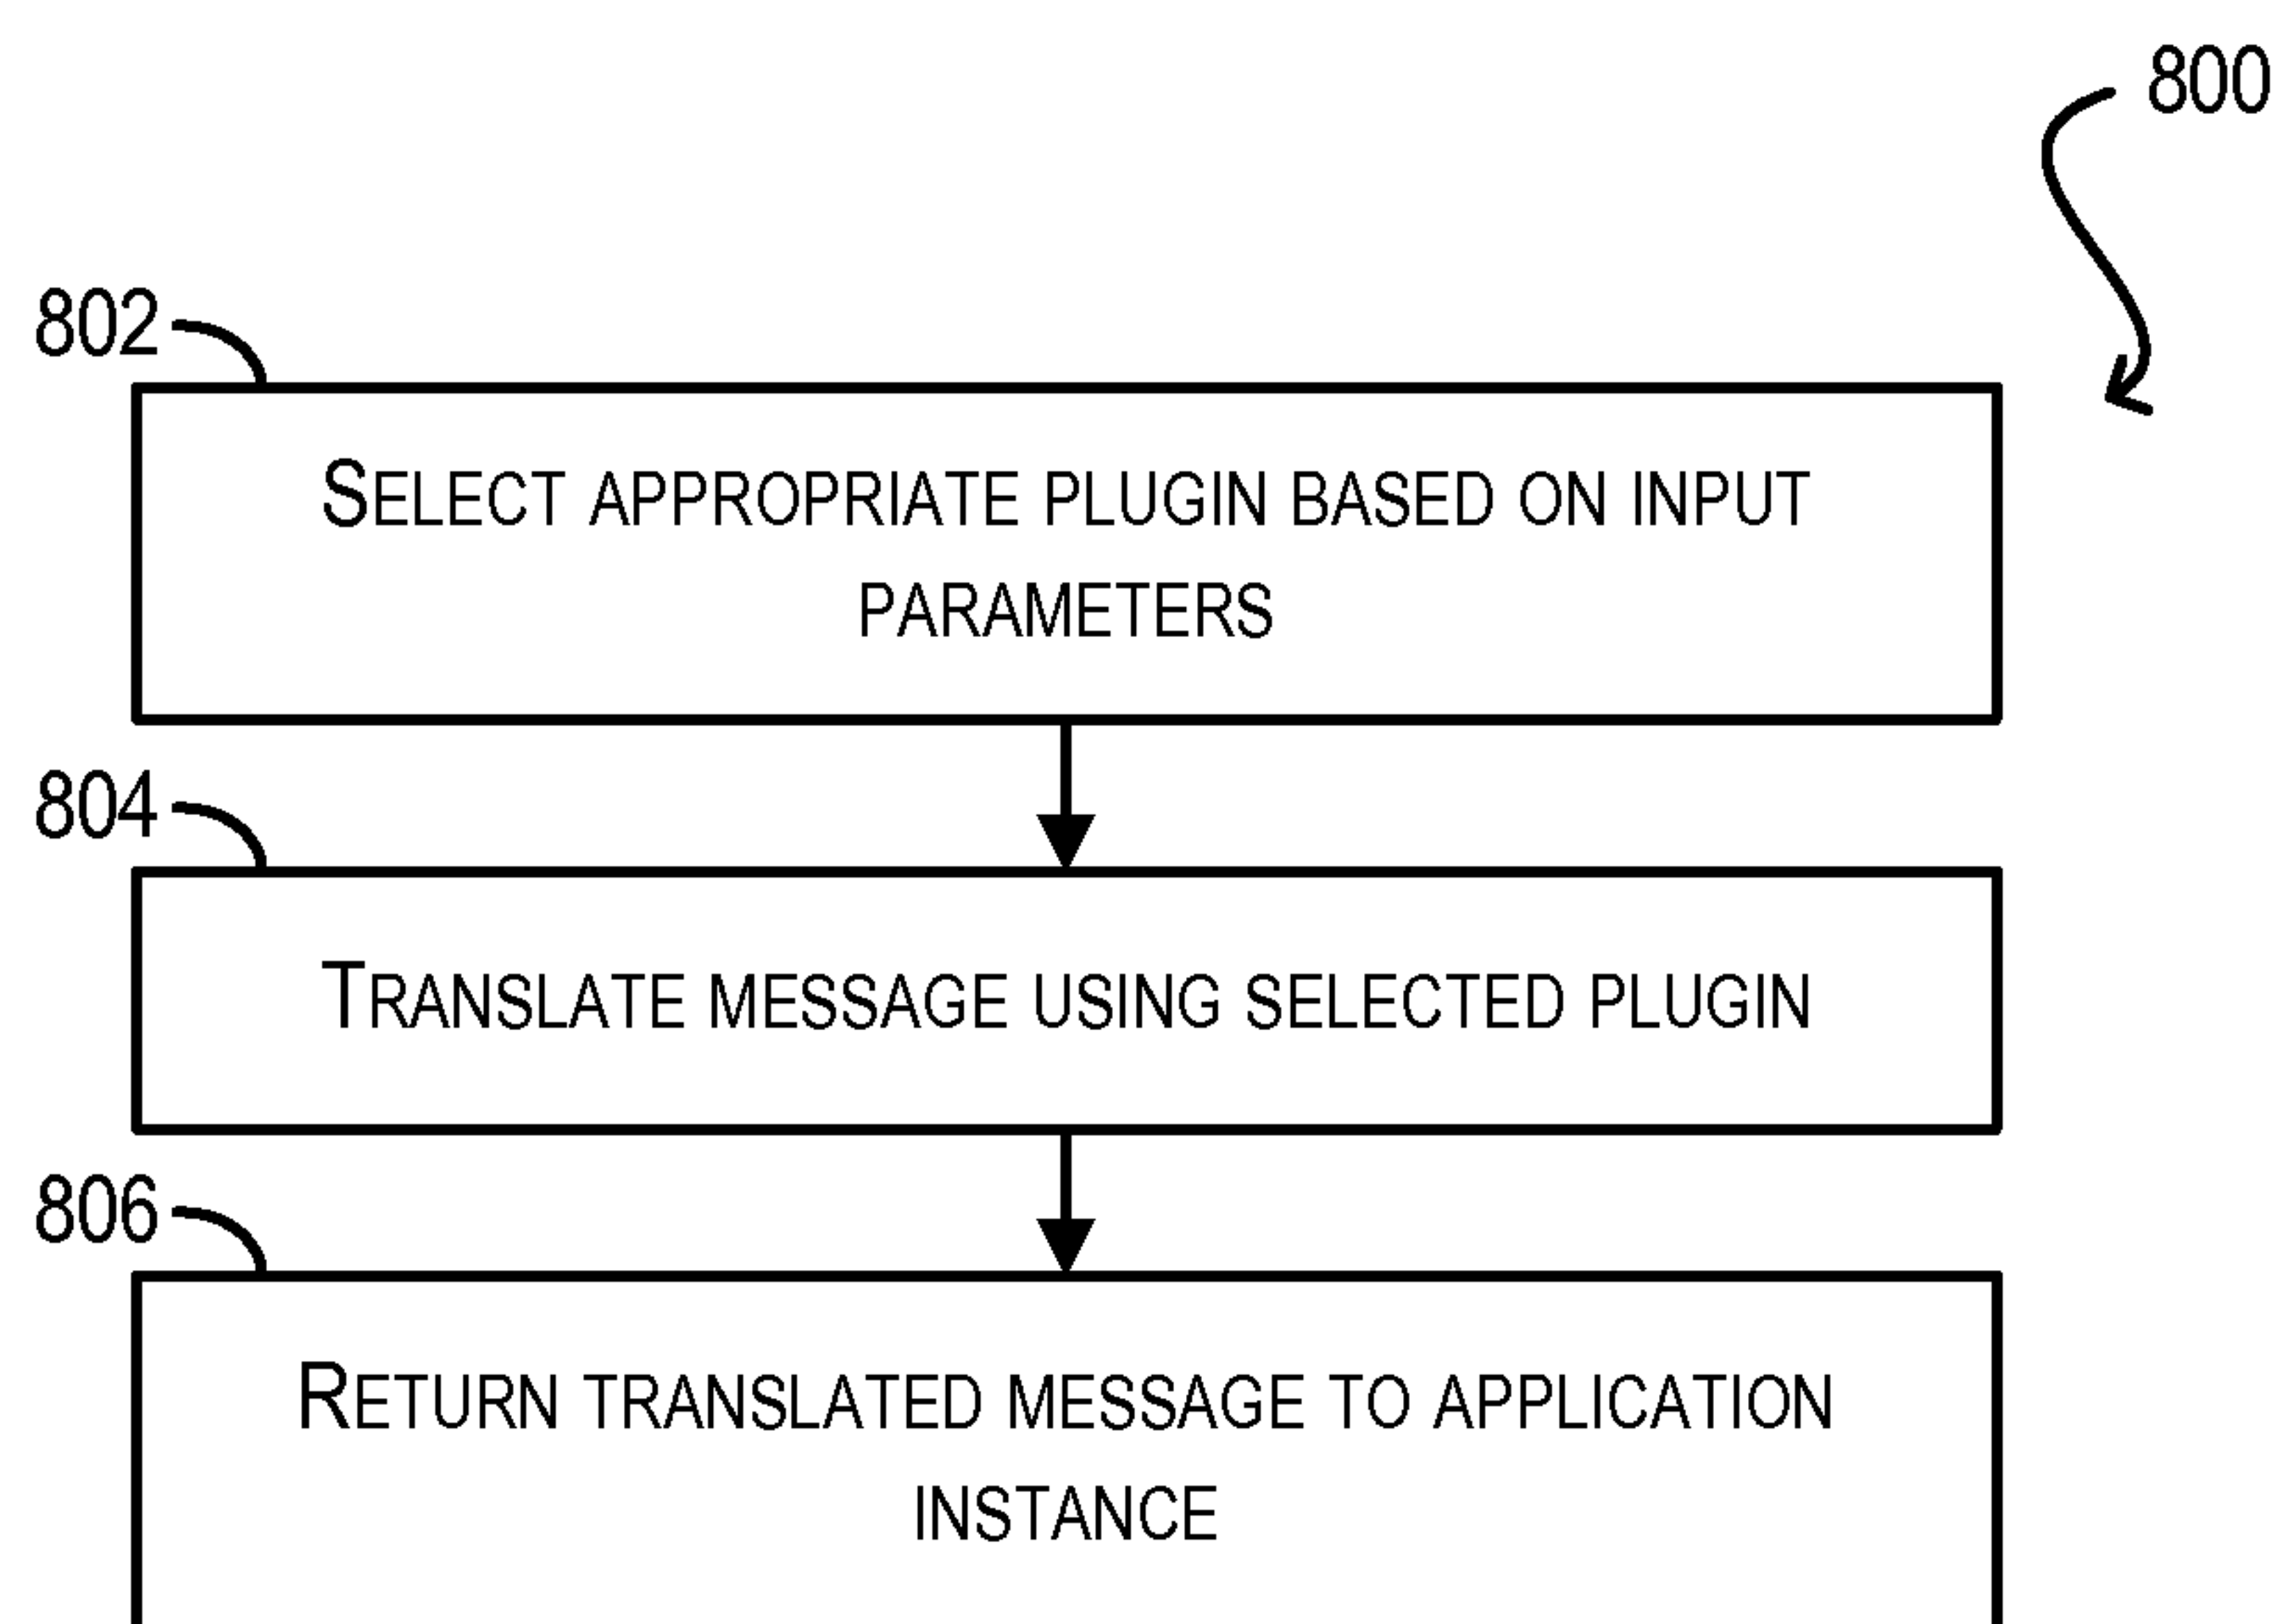 800
802
SELECT APPROPRIATE PLUGIN BASED ON INPUT
PARAMETERS
804
TRANSLATE MESSAGE USING SELECTED PLUGIN
806
RETURN TRANSLATED MESSAGE TO APPLICATION
INSTANCE